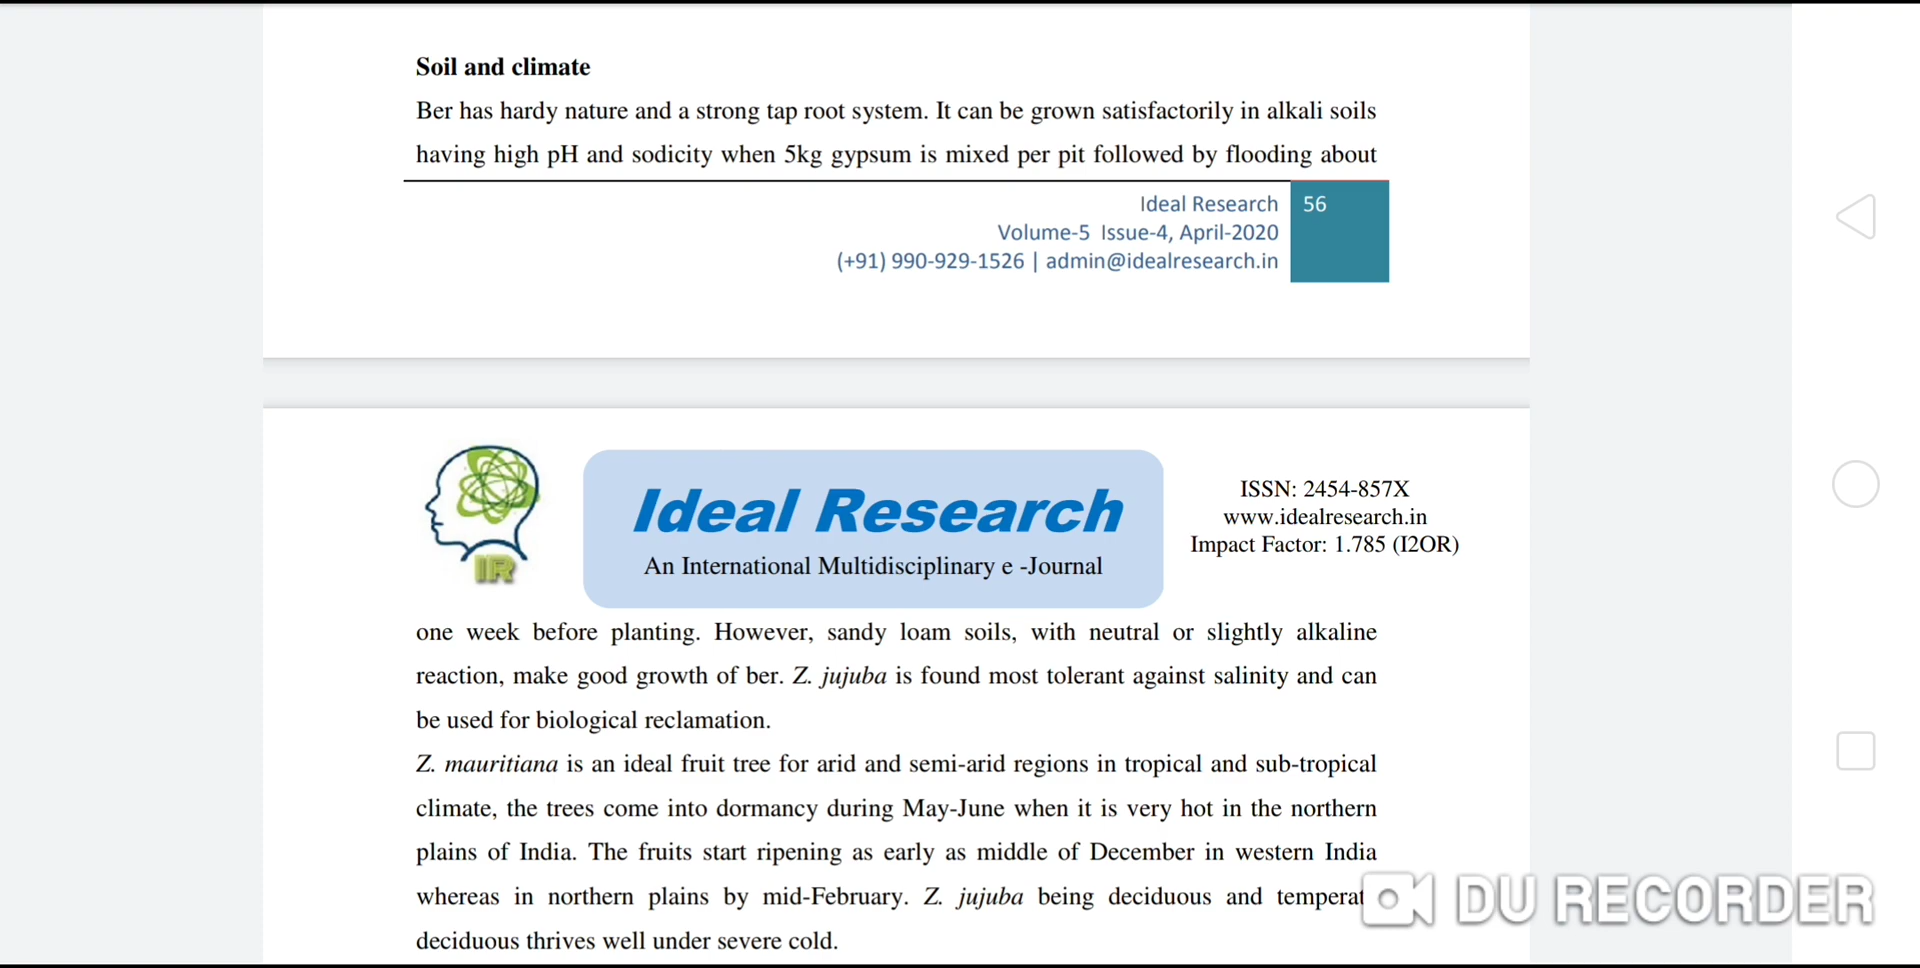 Soil and climate
Ber has hardy nature and a strong tap root system. It can be grown satisfactorily in alkali soils
having high pH and sodicity when 5kg gypsum is mixed per pit followed by flooding about
Ideal Research 56
Volume-5 Issue-4, April-2020
(+91) 990-929-1526 | admin@idealresearch.in
IR
Ideal Research
An International Multidisciplinary e -Journal
ISSN: 2454-857X
www.idealresearch.in
Impact Factor: 1.785 (I2OR)
one week before planting. However, sandy loam soils, with neutral or slightly alkaline
reaction, make good growth of ber. Z. jujuba is found most tolerant against salinity and can
be used for biological reclamation.
Z. mauritiana is an ideal fruit tree for arid and semi-arid regions in tropical and sub-tropical
climate, the trees come into dormancy during May-June when it is very hot in the northern
plains of India. The fruits start ripening as early as middle of December in western India
whereas in northern plains by mid-February. Z. jujuba being deciduous and temperat
deciduous thrives well under severe cold.
DU RECORDER